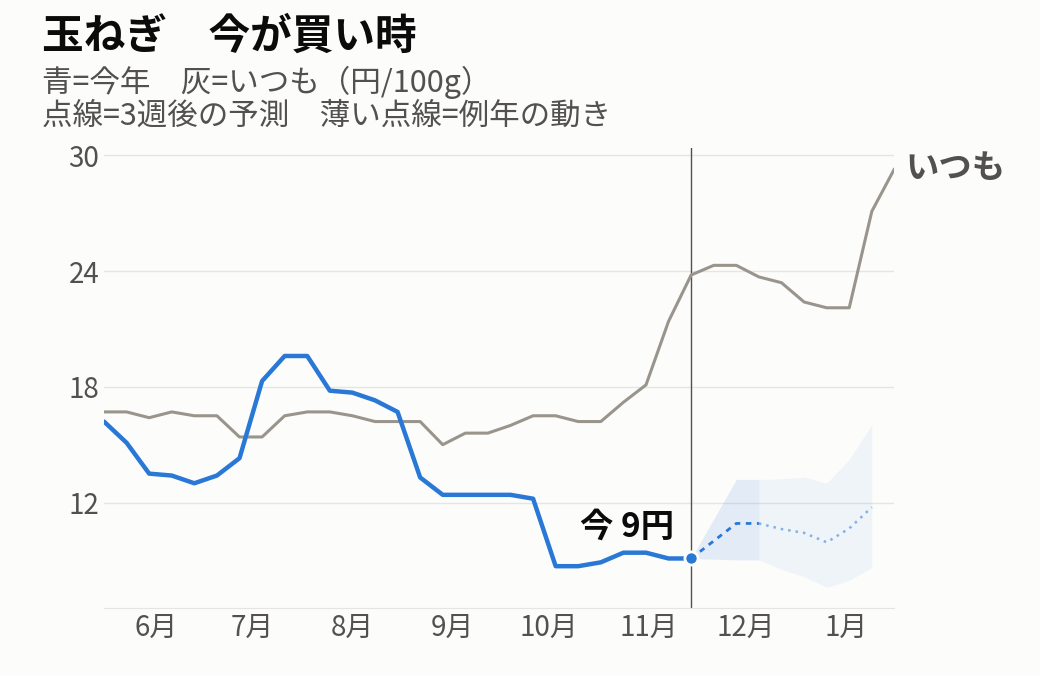 玉ねぎ　今が買い時
青=今年　灰=いつも（円/100g）
点線=3週後の予測　薄い点線=例年の動き
30
いつも
24
18
12
今 9円
6月 7月 8月 9月 10月 11月 12月 1月